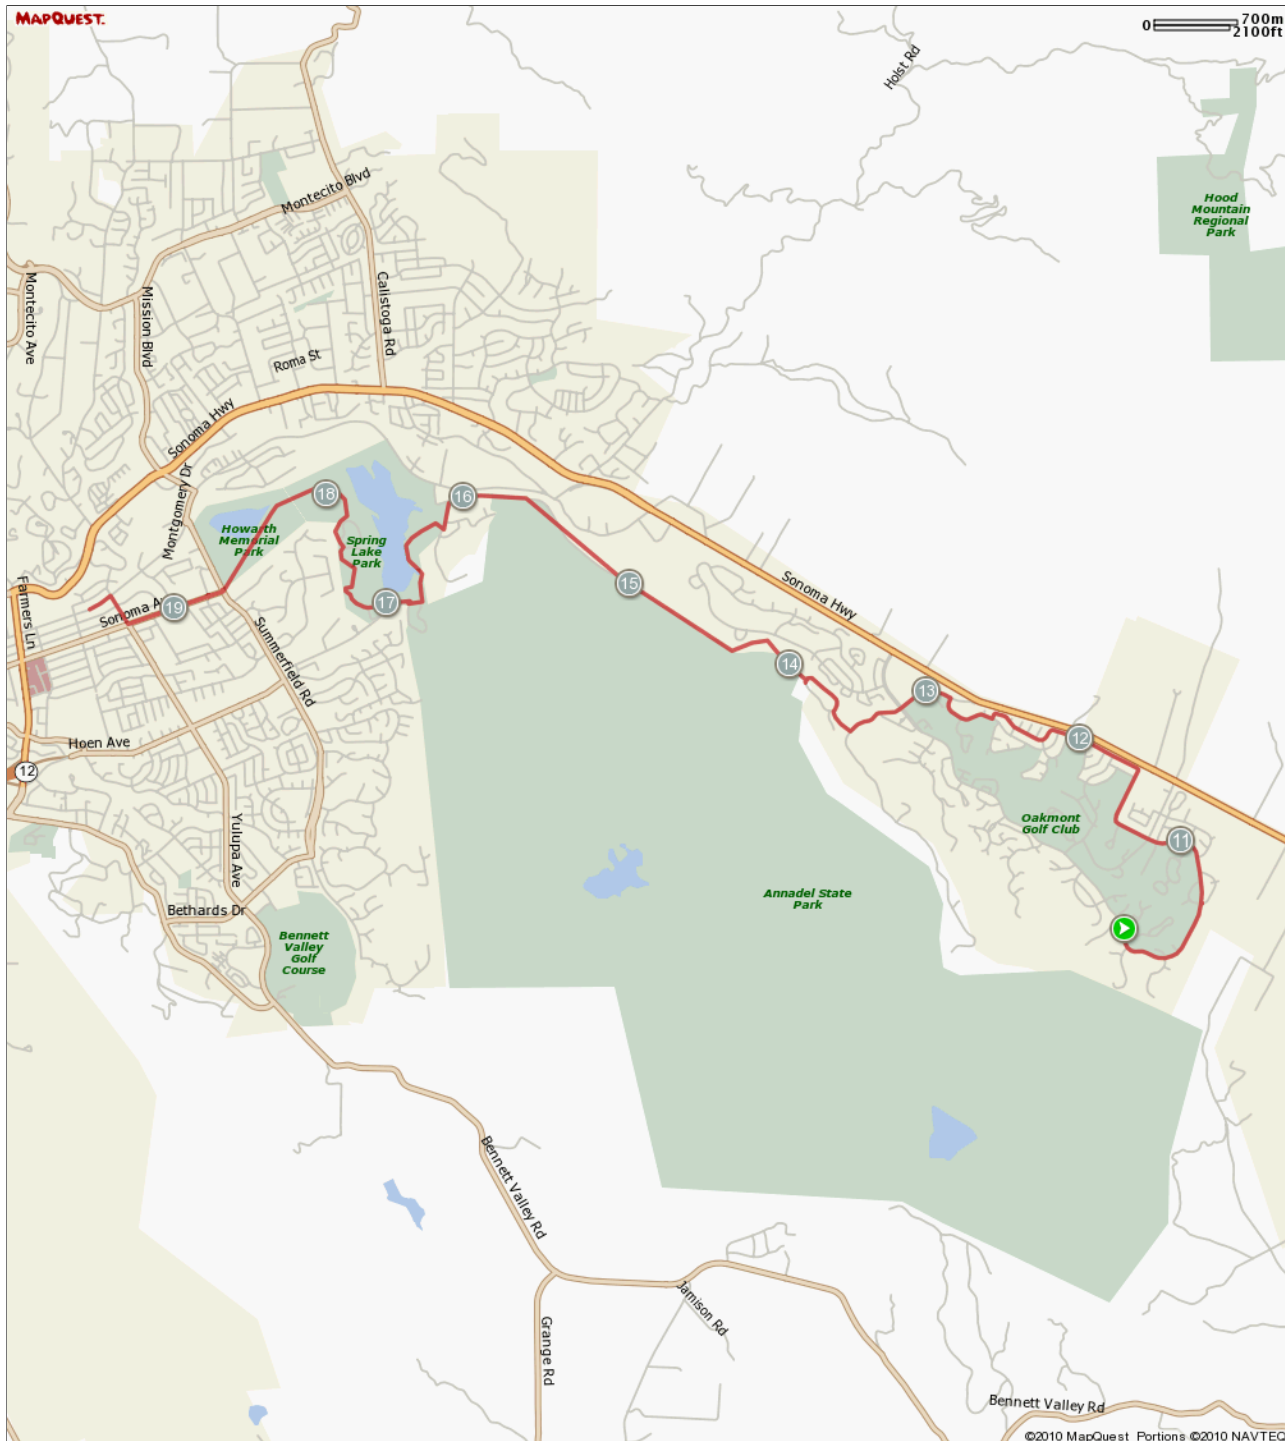 MAPQUEST.
0 700m
2100ft
Holst Rd
Hood
Mountain
Regional
Park
Montecito Blvd
Montecito Ave
Mission Blvd
Calistoga Rd
Roma St
Sonoma Hwy
Montgomery Dr
18
16
Howarth
Memorial
Park
Spring
Lake
Park
15
Sonoma Hwy
Farmers Ln
Sonoma A
19
17
Summerfield Rd
14
13
12
Hoen Ave
12
Yulupa Ave
Oakmont
Golf Club
11
Annadel State
Park
Bethards Dr
Bennett
Valley
Golf
Course
Bennett Valley Rd
Jamison Rd
Grange Rd
Bennett Valley Rd
©2010 MapQuest Portions ©2010 NAVTEQ